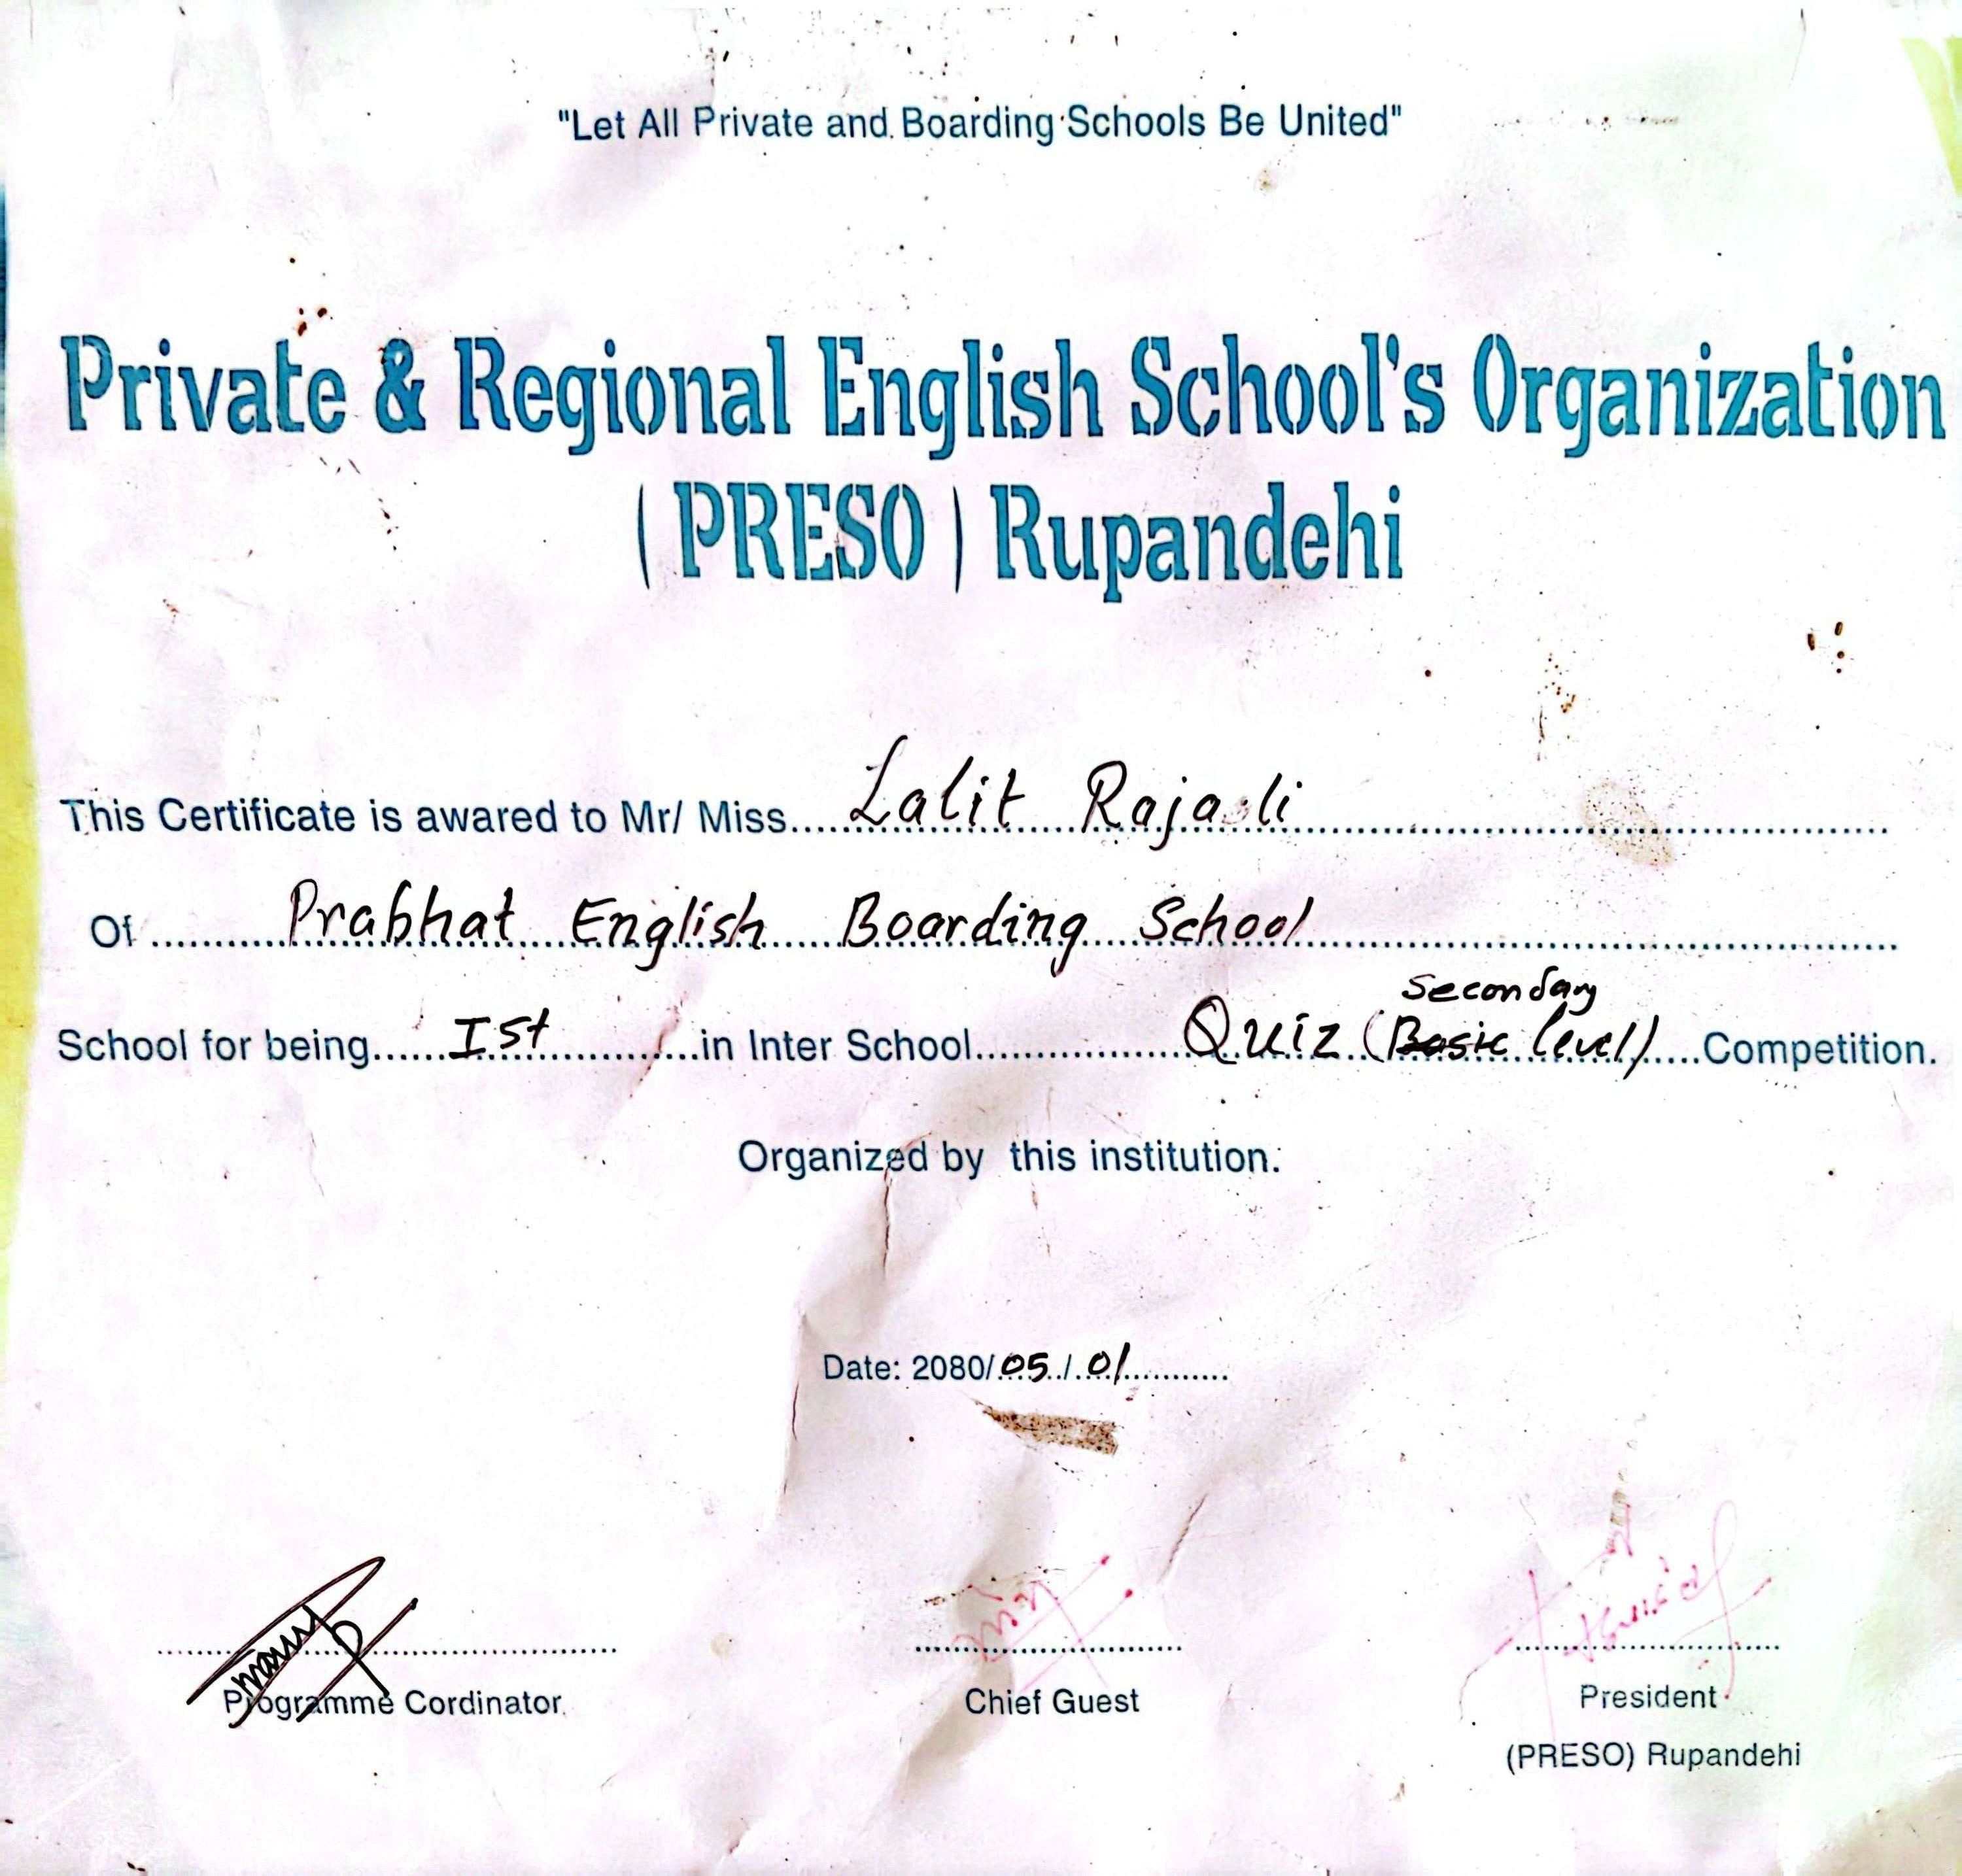 "Let All Private and Boarding Schools Be United"
Private & Regional English School's Organization
( PRESO ) Rupandehi
This Certificate is awared to Mr/ Miss.....Lalit Rajali
Of ..........Prabhat English Boarding School
Secondary
School for being......Ist..........in Inter School..........Quiz (Basic level).....Competition.
Organized by this institution.
Date: 2080/05/01
Programme Cordinator
Chief Guest
President
(PRESO) Rupandehi